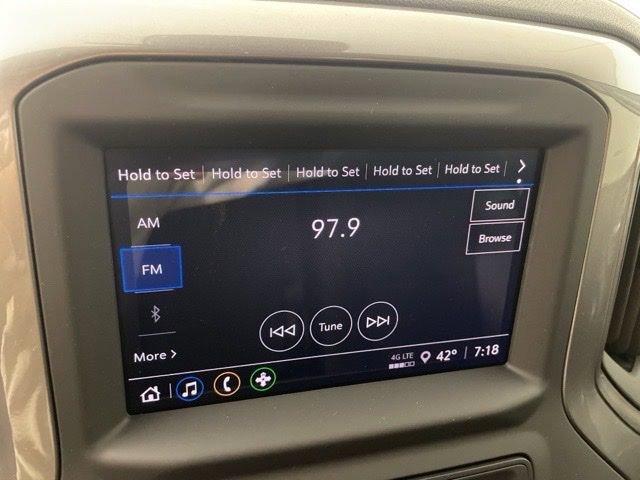 Hold to Set Hold to Set Hold to Set Hold to Set Hold to Set >
AM 97.9 Sound
FM Browse
Tune
More >
4G LTE 42° 7:18